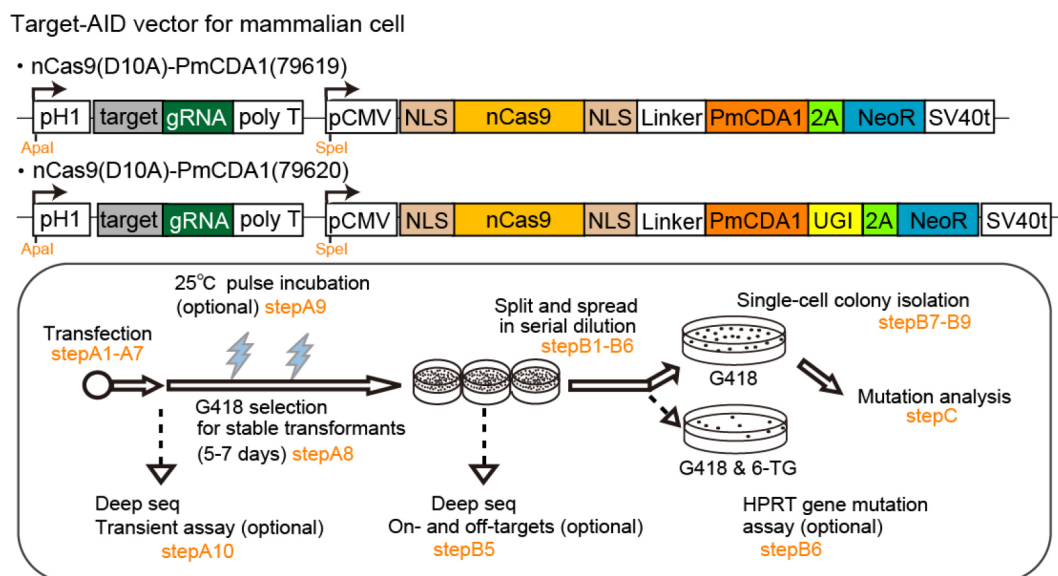 Target-AID vector for mammalian cell
・nCas9(D10A)-PmCDA1(79619)
pH1 target gRNA poly T pCMV NLS nCas9 NLS Linker PmCDA1 2A NeoR SV40t
ApaI SpeI
・nCas9(D10A)-PmCDA1(79620)
pH1 target gRNA poly T pCMV NLS nCas9 NLS Linker PmCDA1 UGI 2A NeoR SV40t
ApaI SpeI
25℃ pulse incubation
(optional) stepA9
Transfection
stepA1-A7
G418 selection
for stable transformants
(5-7 days) stepA8
Split and spread
in serial dilution
stepB1-B6
Single-cell colony isolation
stepB7-B9
G418
Mutation analysis
stepC
G418 & 6-TG
Deep seq
Transient assay (optional)
stepA10
Deep seq
On- and off-targets (optional)
stepB5
HPRT gene mutation
assay (optional)
stepB6